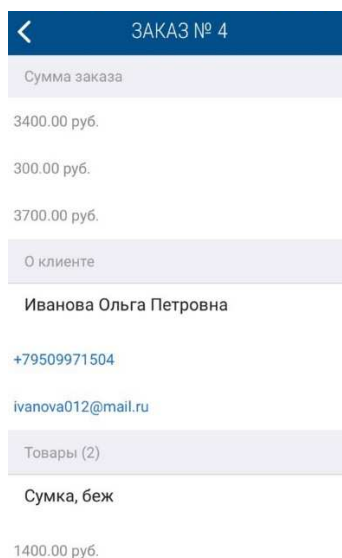 ЗАКАЗ № 4
Сумма заказа
3400.00 руб.
300.00 руб.
3700.00 руб.
О клиенте
Иванова Ольга Петровна
+79509971504
ivanova012@mail.ru
Товары (2)
Сумка, беж
1400.00 руб.